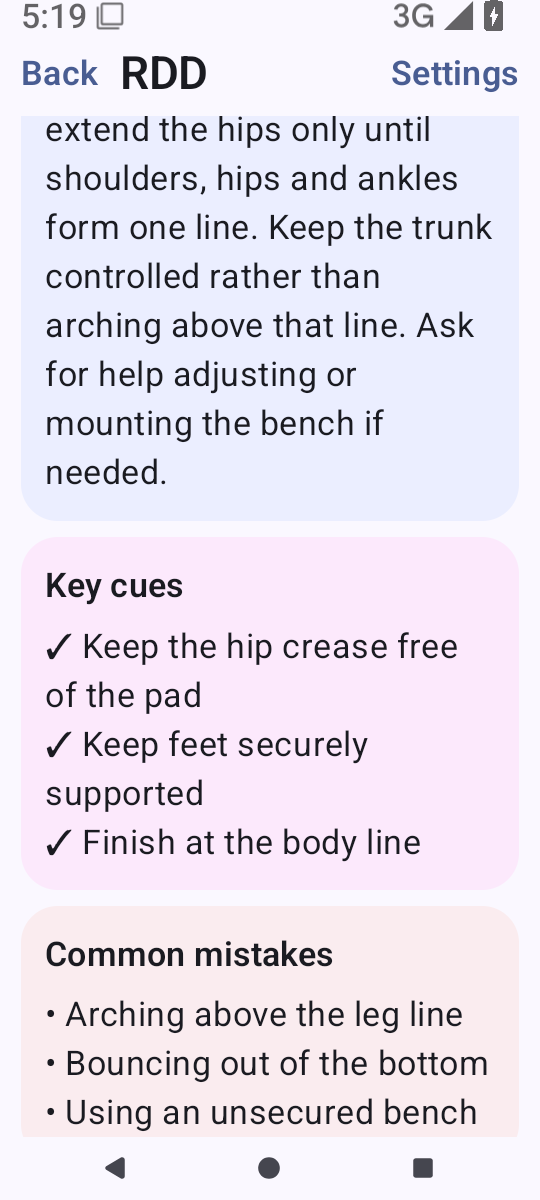 5:19 3G
Back RDD Settings
extend the hips only until
shoulders, hips and ankles
form one line. Keep the trunk
controlled rather than
arching above that line. Ask
for help adjusting or
mounting the bench if
needed.
Key cues
✓ Keep the hip crease free
of the pad
✓ Keep feet securely
supported
✓ Finish at the body line
Common mistakes
• Arching above the leg line
• Bouncing out of the bottom
• Using an unsecured bench